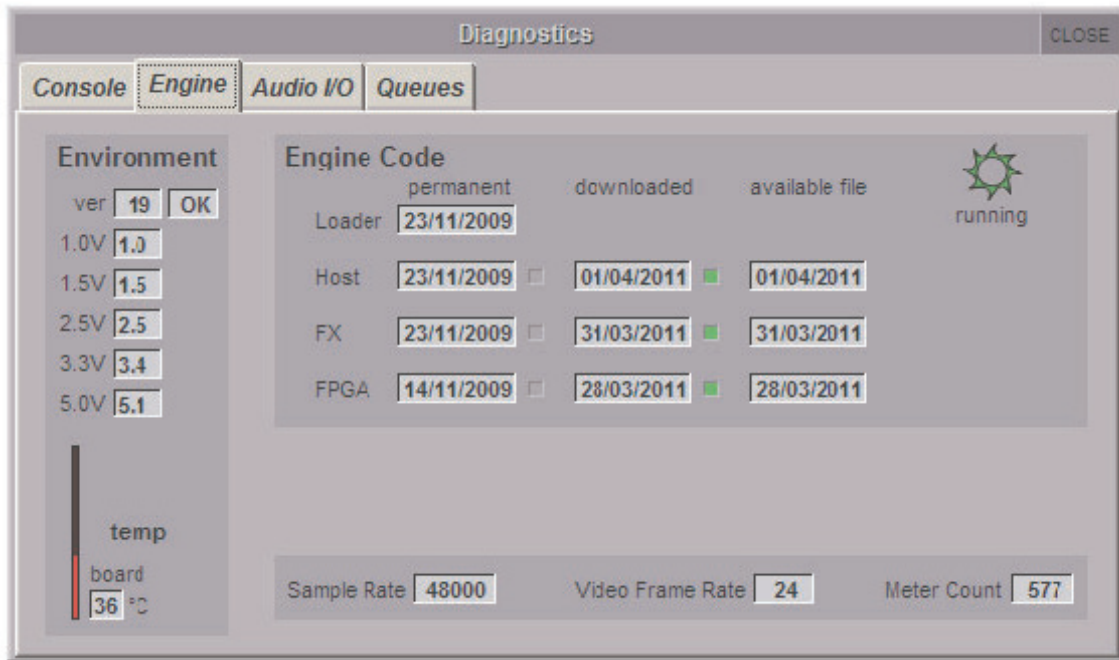 Diagnostics CLOSE
Console Engine Audio I/O Queues
Environment
ver 19 OK
1.0V 1.0
1.5V 1.5
2.5V 2.5
3.3V 3.4
5.0V 5.1
temp
board
36 °C
Engine Code
permanent downloaded available file
Loader 23/11/2009
Host 23/11/2009 01/04/2011 01/04/2011
FX 23/11/2009 31/03/2011 31/03/2011
FPGA 14/11/2009 28/03/2011 28/03/2011
running
Sample Rate 48000 Video Frame Rate 24 Meter Count 577